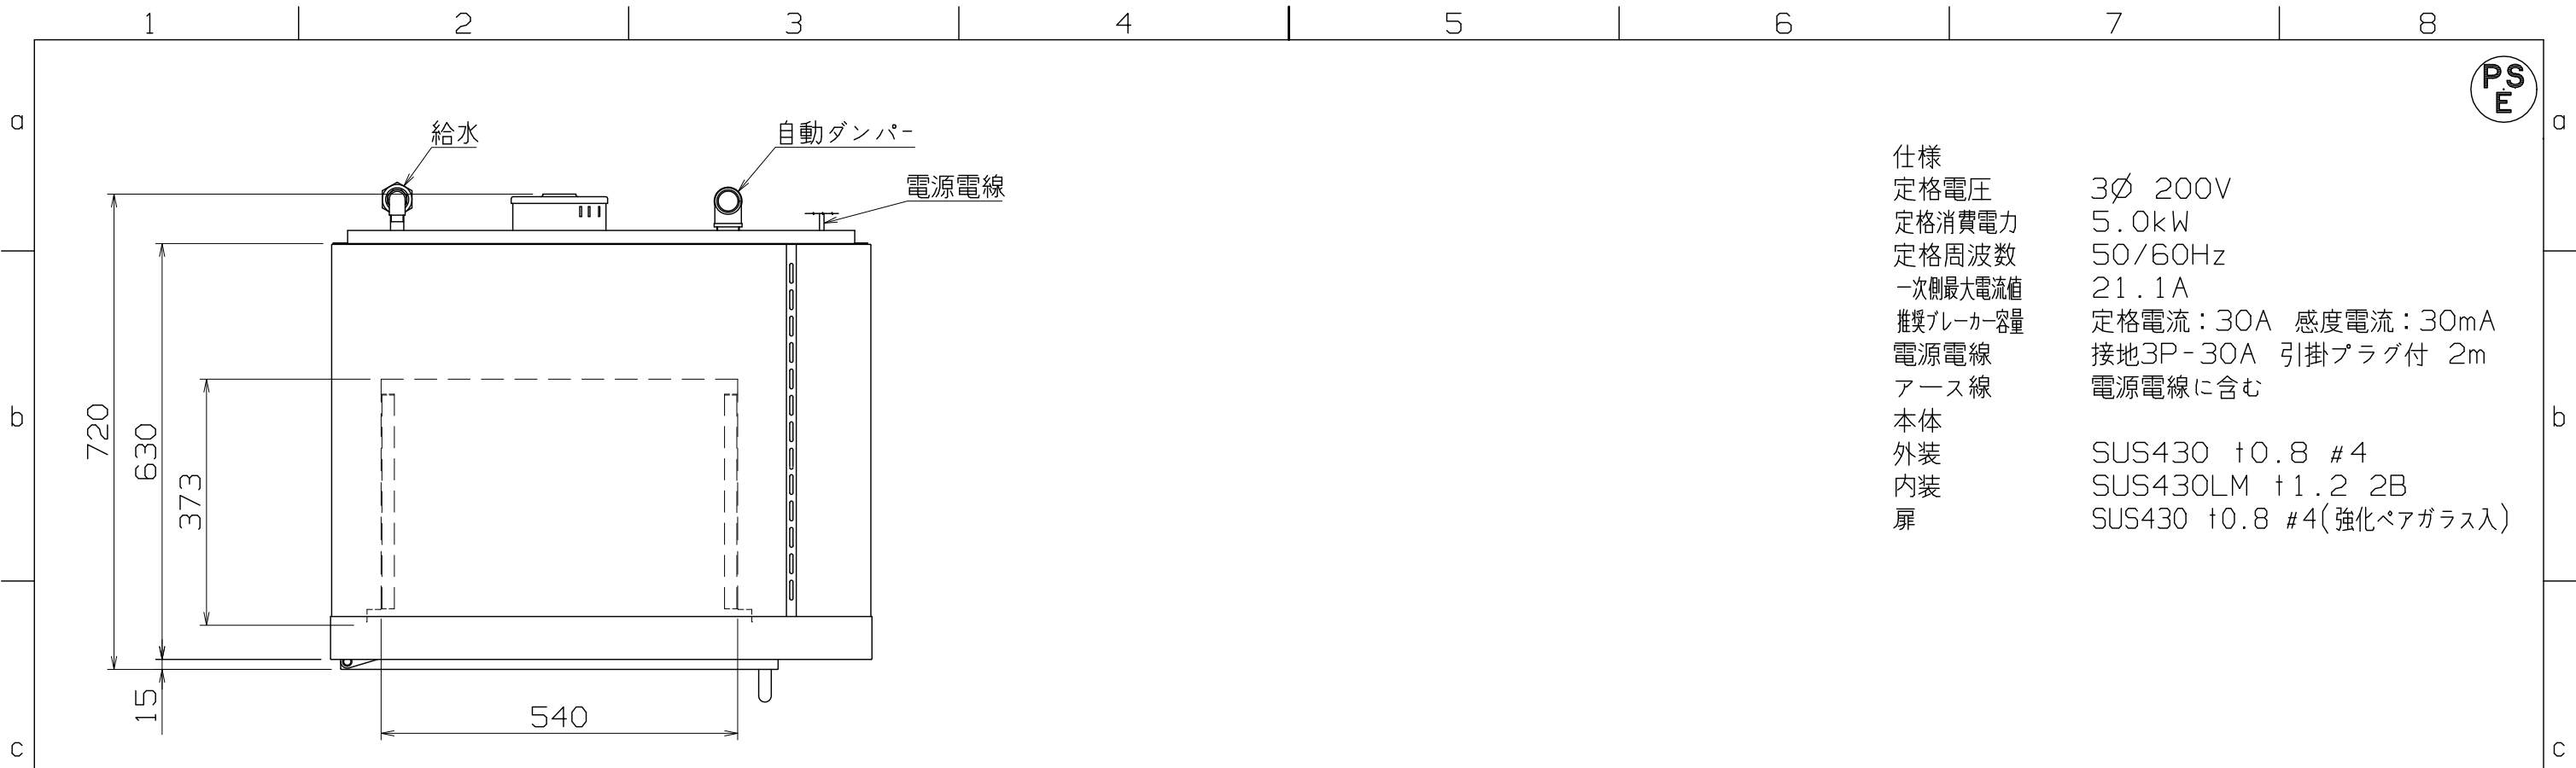 1 2 3 4 5 6 7 8
PS
E
a a
給水 自動ダンパー
電源電線
仕様
定格電圧 3Ø 200V
定格消費電力 5.0kW
定格周波数 50/60Hz
一次側最大電流値 21.1A
推奨ブレーカー容量 定格電流：30A 感度電流：30mA
電源電線 接地3P-30A 引掛プラグ付 2m
アース線 電源電線に含む
本体
外装 SUS430 t0.8 #4
内装 SUS430LM t1.2 2B
扉 SUS430 t0.8 #4(強化ペアガラス入)
b b
720
630
373
15
540
c c